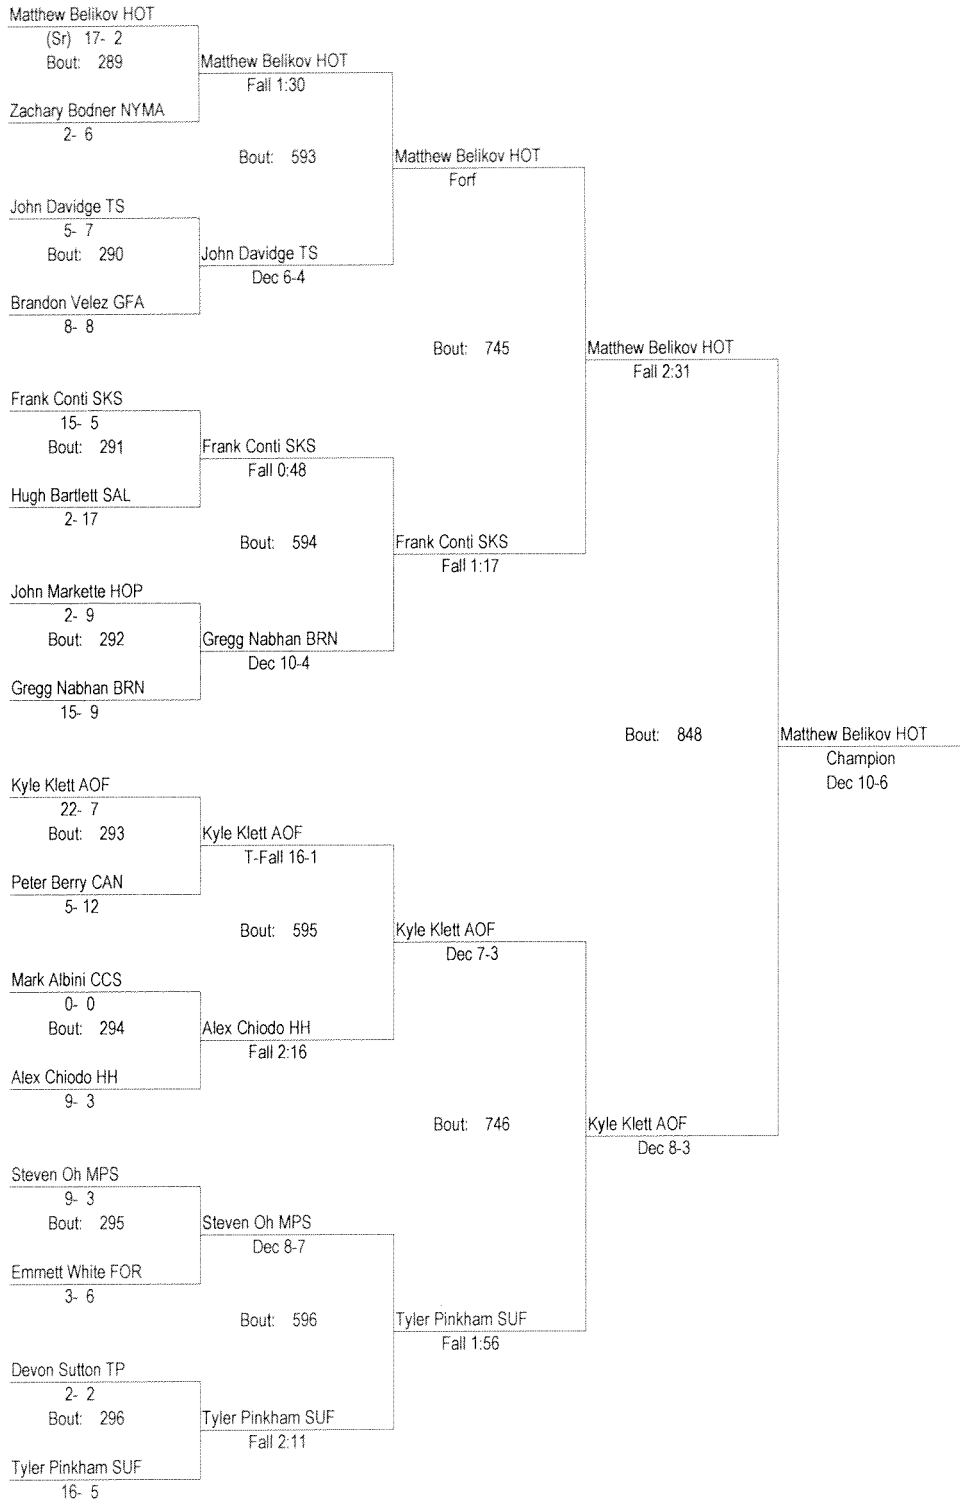 Matthew Belikov HOT
(Sr) 17- 2
Bout: 289
Matthew Belikov HOT
Fall 1:30
Zachary Bodner NYMA
2- 6
Bout: 593
Matthew Belikov HOT
Forf
John Davidge TS
5- 7
Bout: 290
John Davidge TS
Dec 6-4
Brandon Velez GFA
8- 8
Bout: 745
Matthew Belikov HOT
Fall 2:31
Frank Conti SKS
15- 5
Bout: 291
Frank Conti SKS
Fall 0:48
Hugh Bartlett SAL
2- 17
Bout: 594
Frank Conti SKS
Fall 1:17
John Markette HOP
2- 9
Bout: 292
Gregg Nabhan BRN
Dec 10-4
Gregg Nabhan BRN
15- 9
Bout: 848
Matthew Belikov HOT
Champion
Dec 10-6
Kyle Klett AOF
22- 7
Bout: 293
Kyle Klett AOF
T-Fall 16-1
Peter Berry CAN
5- 12
Bout: 595
Kyle Klett AOF
Dec 7-3
Mark Albini CCS
0- 0
Bout: 294
Alex Chiodo HH
Fall 2:16
Alex Chiodo HH
9- 3
Bout: 746
Kyle Klett AOF
Dec 8-3
Steven Oh MPS
9- 3
Bout: 295
Steven Oh MPS
Dec 8-7
Emmett White FOR
3- 6
Bout: 596
Tyler Pinkham SUF
Fall 1:56
Devon Sutton TP
2- 2
Bout: 296
Tyler Pinkham SUF
Fall 2:11
Tyler Pinkham SUF
16- 5